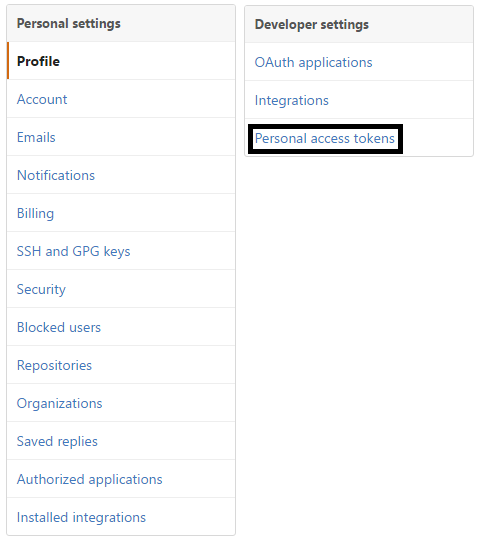 Personal settings
Profile
Account
Emails
Notifications
Billing
SSH and GPG keys
Security
Blocked users
Repositories
Organizations
Saved replies
Authorized applications
Installed integrations
Developer settings
OAuth applications
Integrations
Personal access tokens